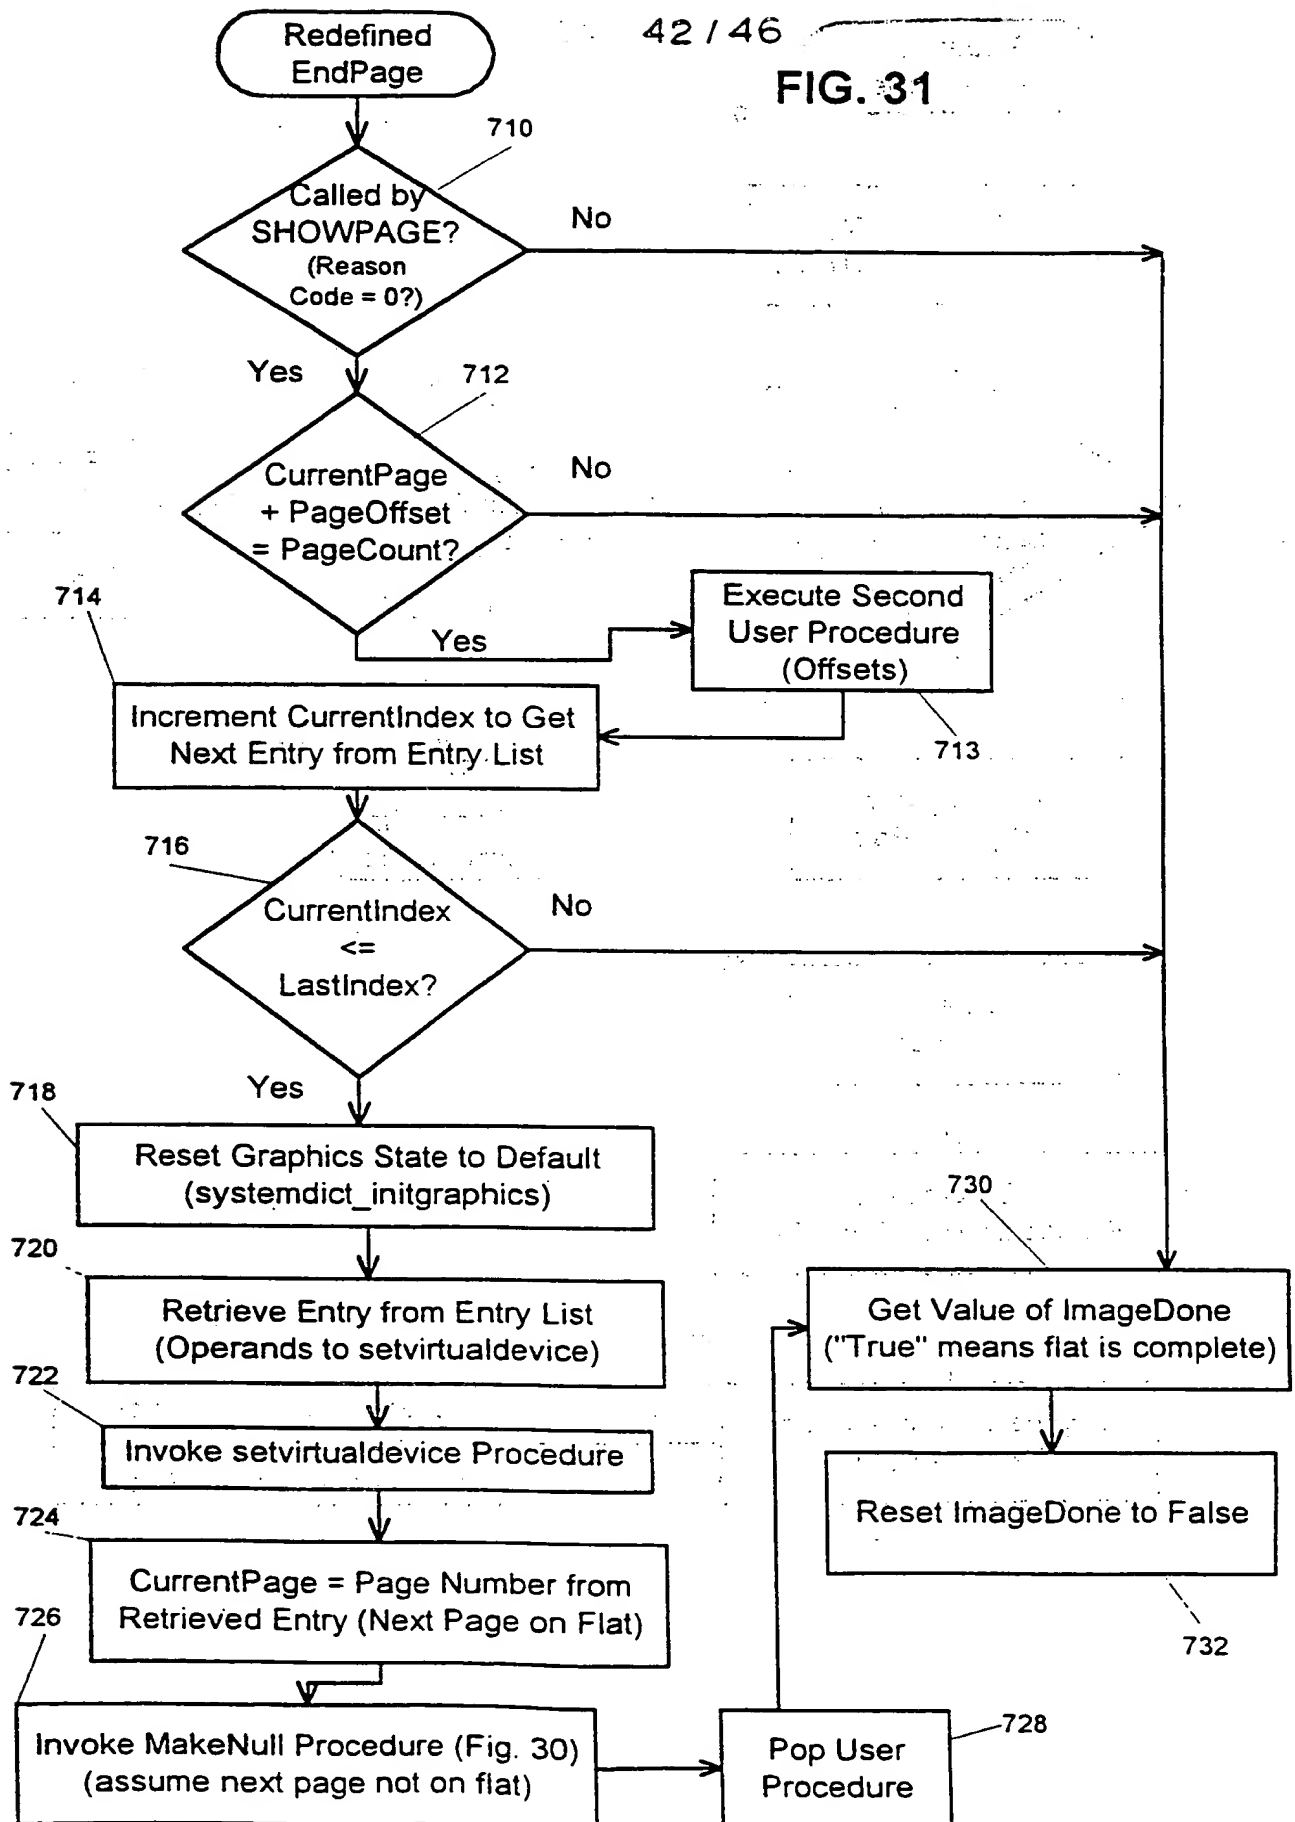 42 / 46
FIG. 31
Redefined
EndPage
710
Called by
SHOWPAGE?
(Reason
Code = 0?)
No
Yes
712
CurrentPage
+ PageOffset
= PageCount?
No
Yes
Execute Second
User Procedure
(Offsets)
713
714
Increment CurrentIndex to Get
Next Entry from Entry List
716
CurrentIndex
<=
LastIndex?
No
Yes
718
Reset Graphics State to Default
(systemdict_initgraphics)
720
Retrieve Entry from Entry List
(Operands to setvirtualdevice)
722
Invoke setvirtualdevice Procedure
724
CurrentPage = Page Number from
Retrieved Entry (Next Page on Flat)
726
Invoke MakeNull Procedure (Fig. 30)
(assume next page not on flat)
728
Pop User
Procedure
730
Get Value of ImageDone
("True" means flat is complete)
Reset ImageDone to False
732